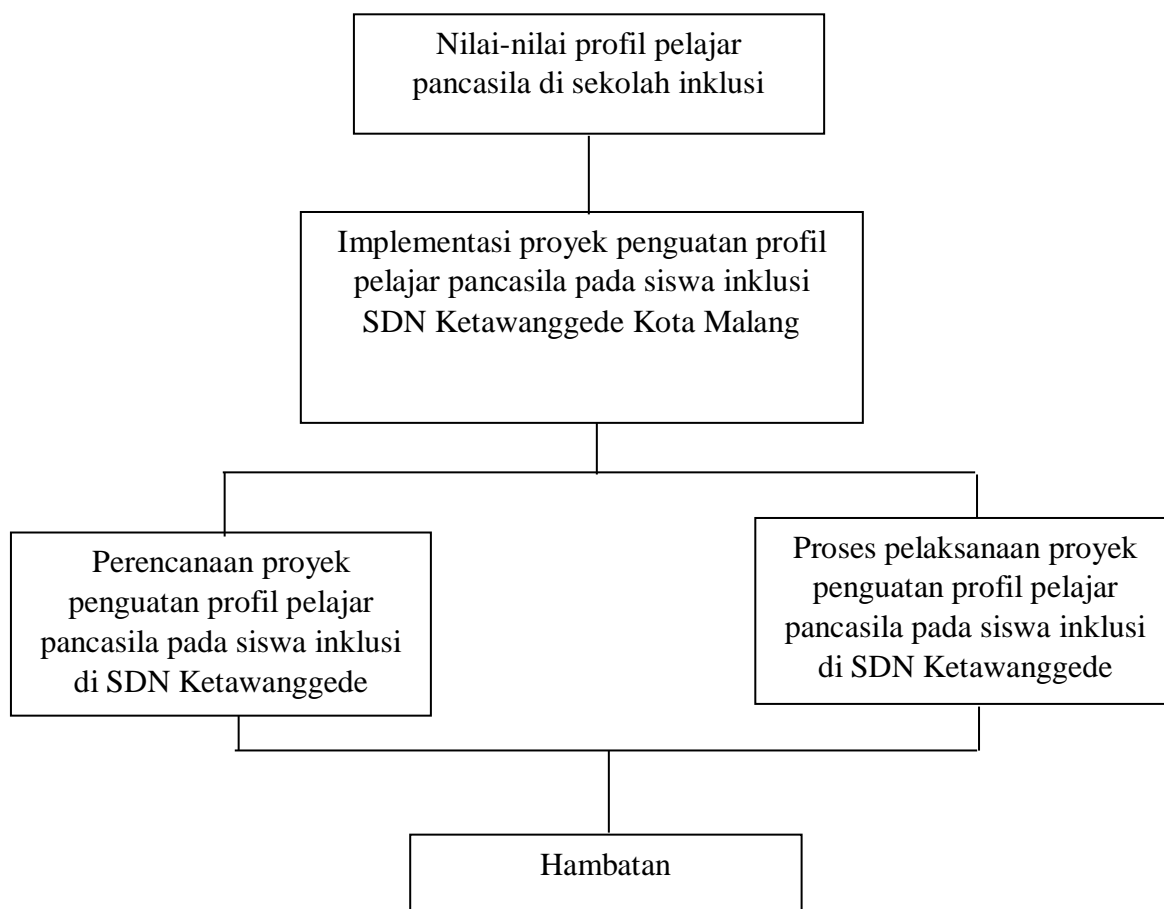 Nilai-nilai profil pelajar
pancasila di sekolah inklusi
Implementasi proyek penguatan profil
pelajar pancasila pada siswa inklusi
SDN Ketawanggede Kota Malang
Perencanaan proyek
penguatan profil pelajar
pancasila pada siswa inklusi
di SDN Ketawanggede
Proses pelaksanaan proyek
penguatan profil pelajar
pancasila pada siswa inklusi
di SDN Ketawanggede
Hambatan